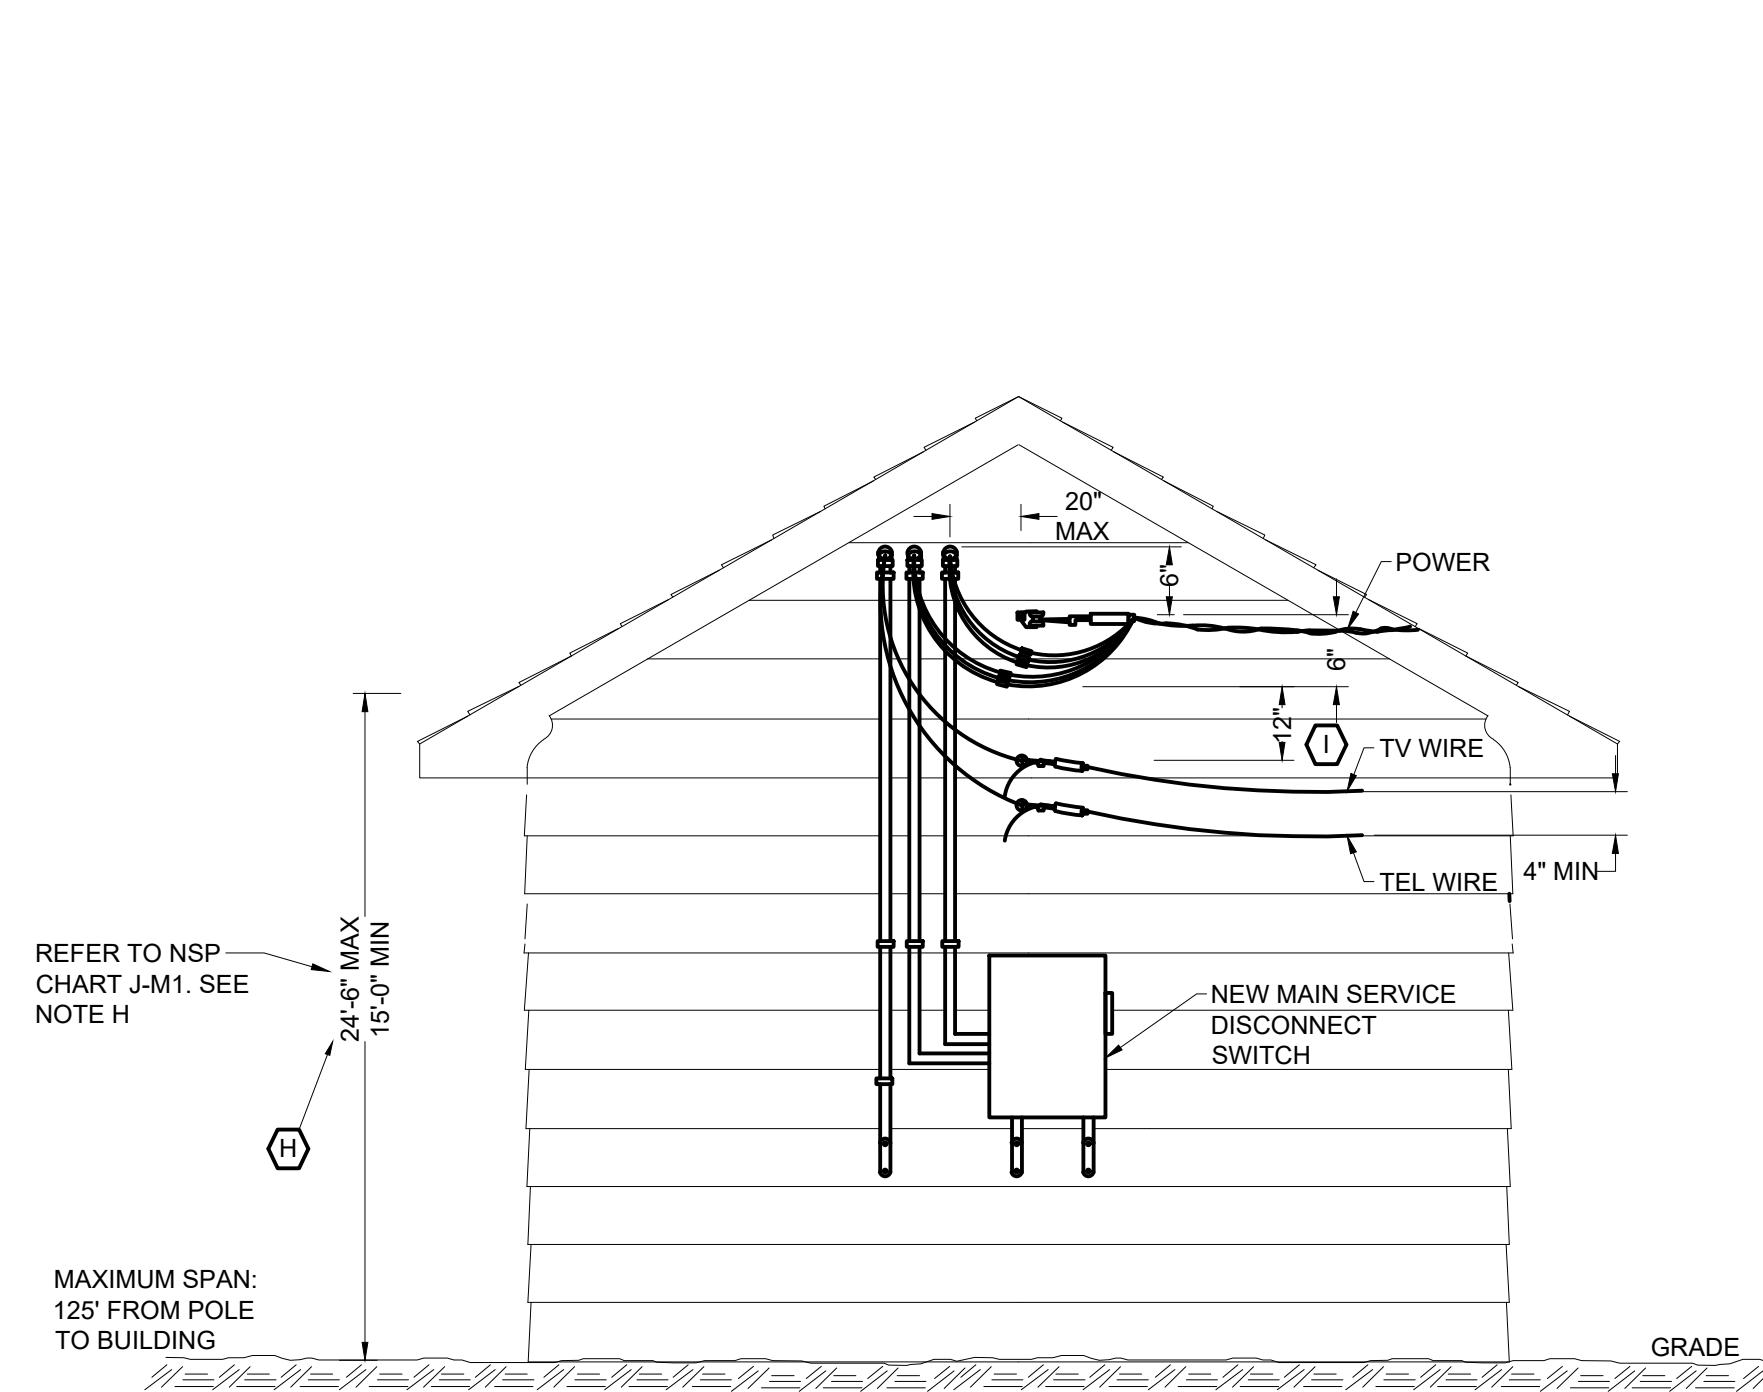 20"
MAX
6"
POWER
6"
12"
I
TV WIRE
TEL WIRE
4" MIN
REFER TO NSP
CHART J-M1. SEE
NOTE H
24'-6" MAX
15'-0" MIN
NEW MAIN SERVICE
DISCONNECT
SWITCH
H
MAXIMUM SPAN:
125' FROM POLE
TO BUILDING
GRADE